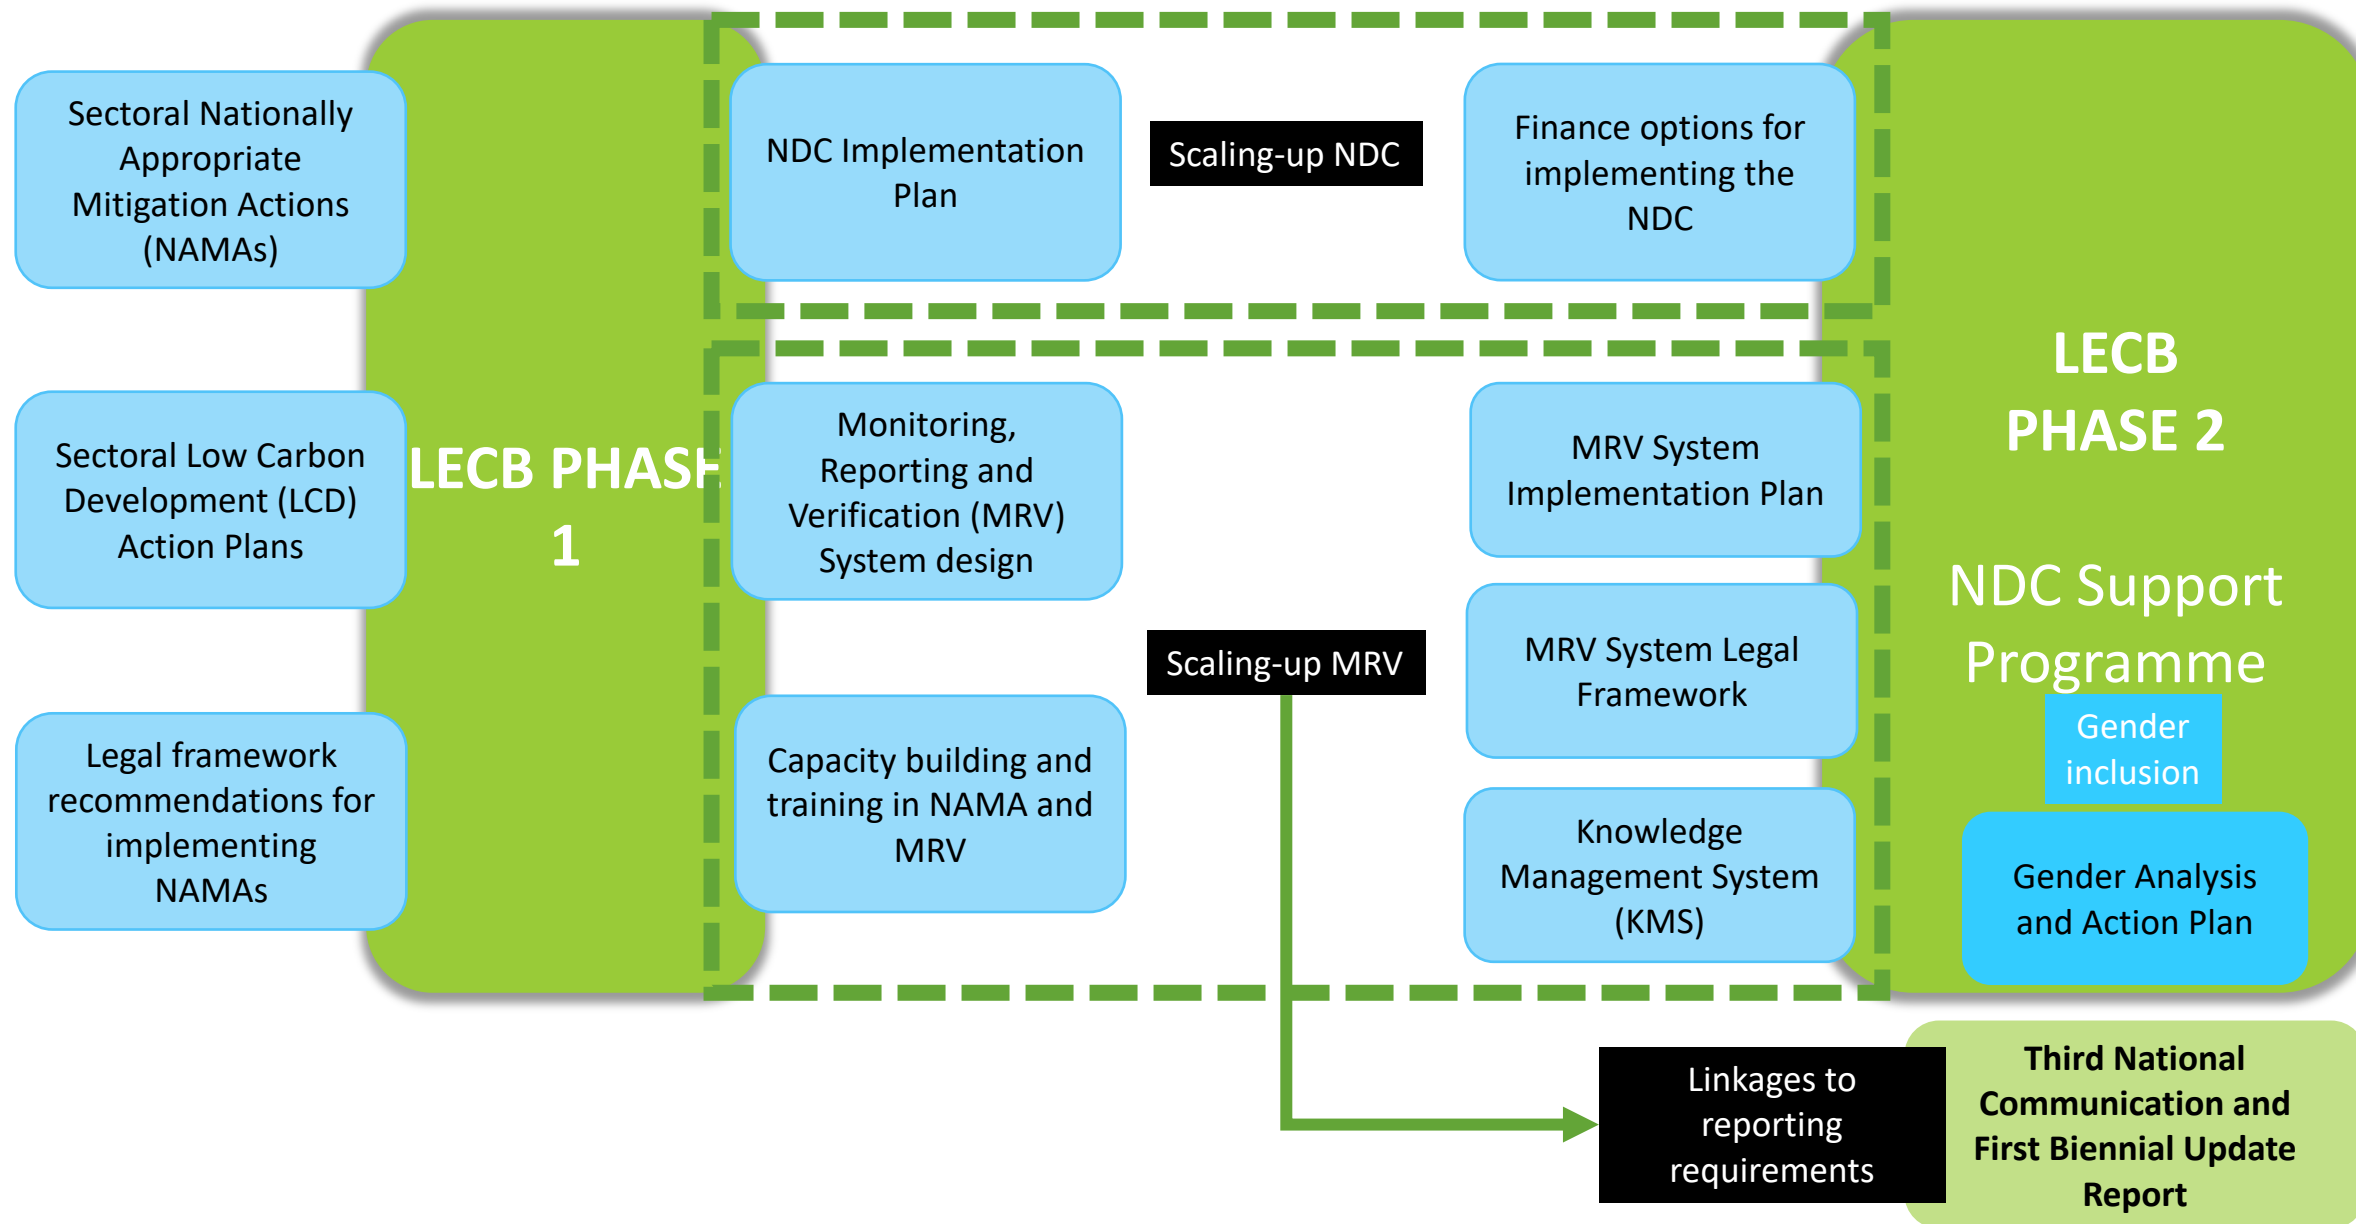 Sectoral Nationally
Appropriate
Mitigation Actions
(NAMAs)
Sectoral Low Carbon
Development (LCD)
Action Plans
Legal framework
recommendations for
implementing
NAMAs
LECB PHASE
1
NDC Implementation
Plan
Scaling-up NDC
Finance options for
implementing the
NDC
Monitoring,
Reporting and
Verification (MRV)
System design
Capacity building and
training in NAMA and
MRV
Scaling-up MRV
MRV System
Implementation Plan
MRV System Legal
Framework
Knowledge
Management System
(KMS)
LECB
PHASE 2
NDC Support
Programme
Gender
inclusion
Gender Analysis
and Action Plan
Linkages to
reporting
requirements
Third National
Communication and
First Biennial Update
Report